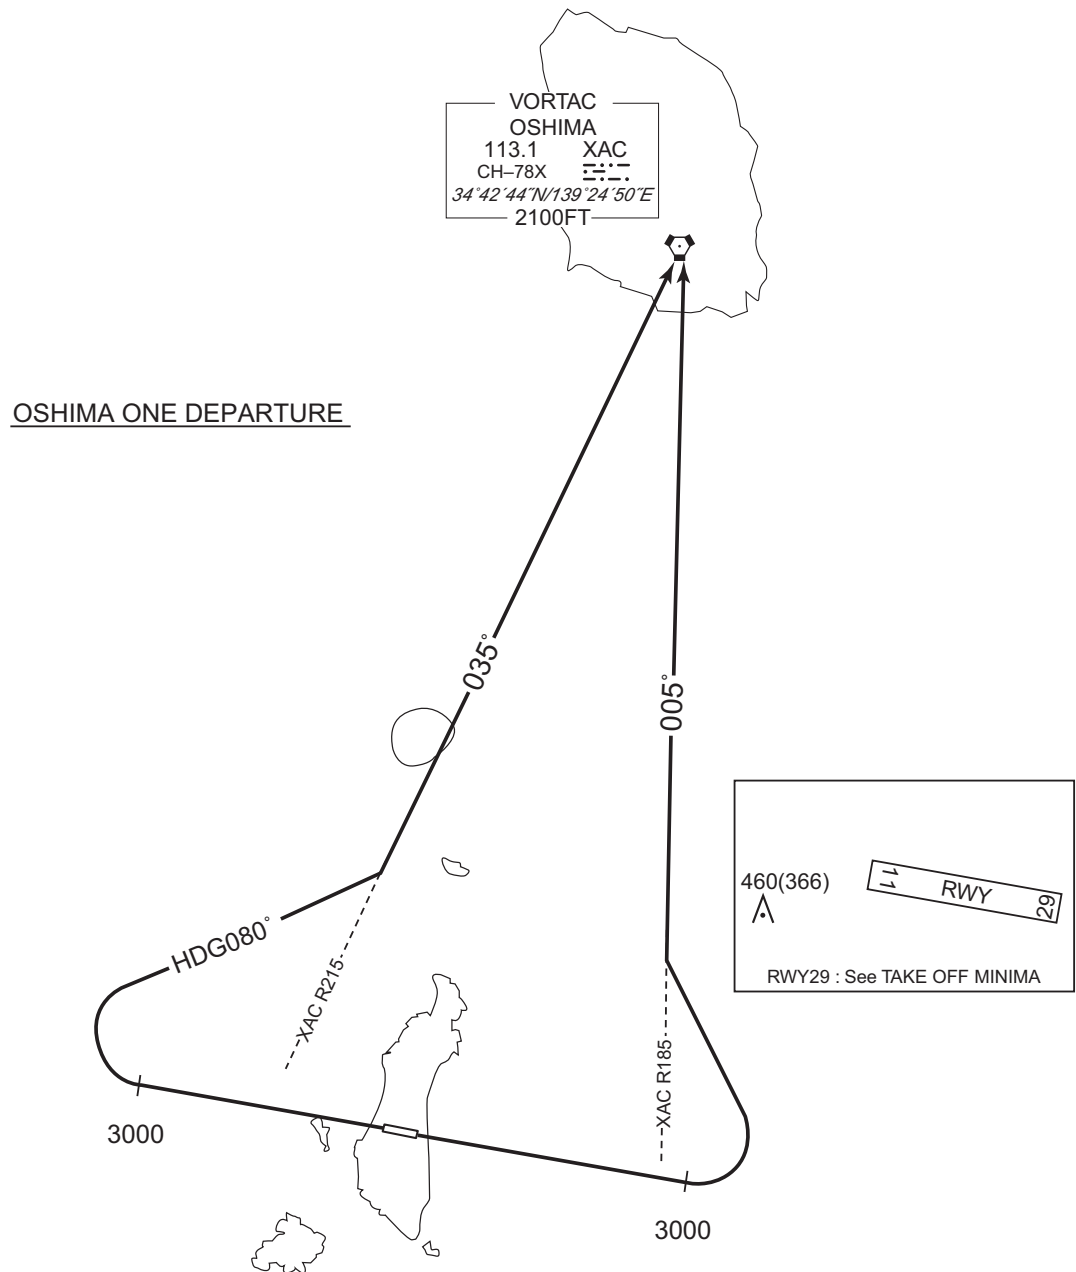 VORTAC
OSHIMA
113.1 XAC
CH–78X
34°42´44˝N/139°24´50˝E
2100FT
OSHIMA ONE DEPARTURE
035°
005°
460(366)
11 RWY 29
RWY29 : See TAKE OFF MINIMA
HDG080°
XAC R215
XAC R185
3000
3000